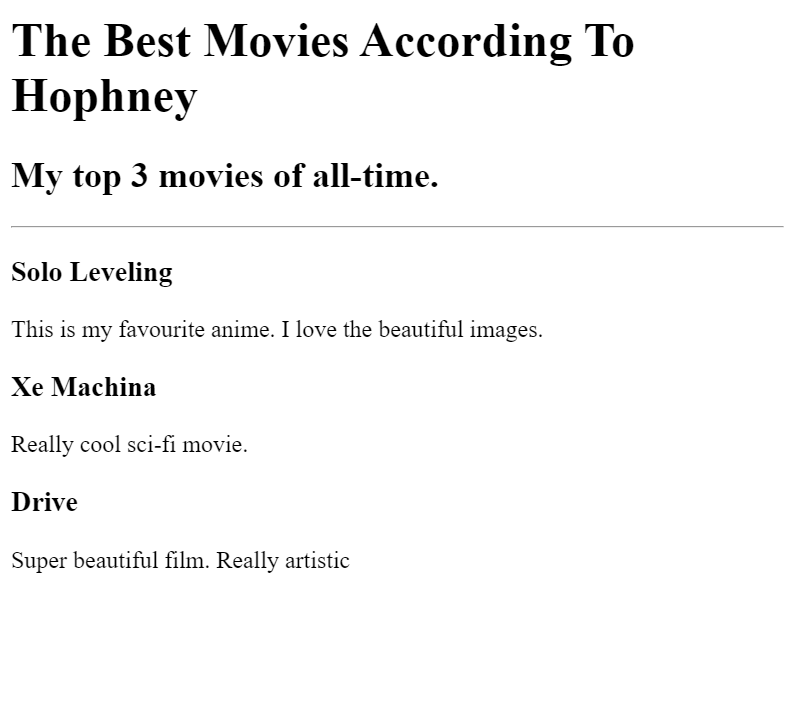 The Best Movies According To
Hophney
My top 3 movies of all-time.
Solo Leveling
This is my favourite anime. I love the beautiful images.
Xe Machina
Really cool sci-fi movie.
Drive
Super beautiful film. Really artistic